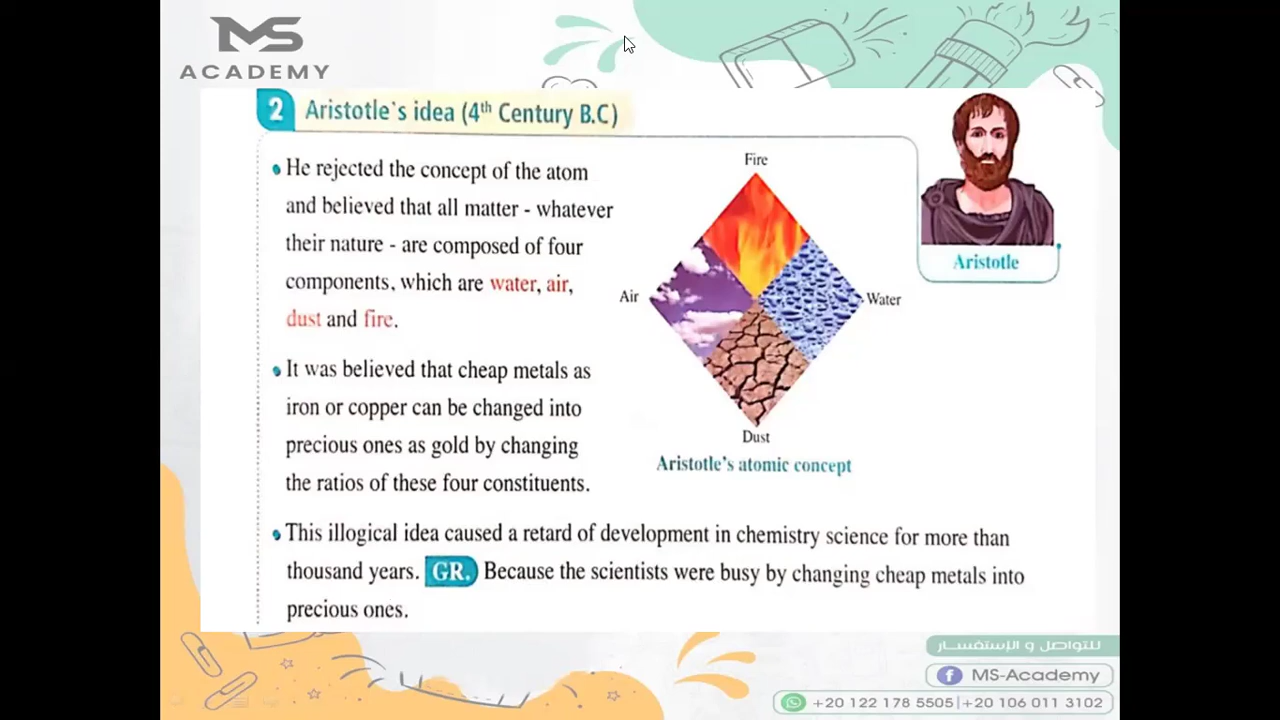 MS
ACADEMY
2 Aristotle's idea (4th Century B.C)
He rejected the concept of the atom
and believed that all matter - whatever
their nature - are composed of four
components, which are water, air,
dust and fire.
It was believed that cheap metals as
iron or copper can be changed into
precious ones as gold by changing
the ratios of these four constituents.
Fire
Air
Water
Dust
Aristotle's atomic concept
Aristotle
This illogical idea caused a retard of development in chemistry science for more than
thousand years. GR. Because the scientists were busy by changing cheap metals into
precious ones.
للتواصل و الإستفسار
MS-Academy
+20 122 178 5505|+20 106 011 3102